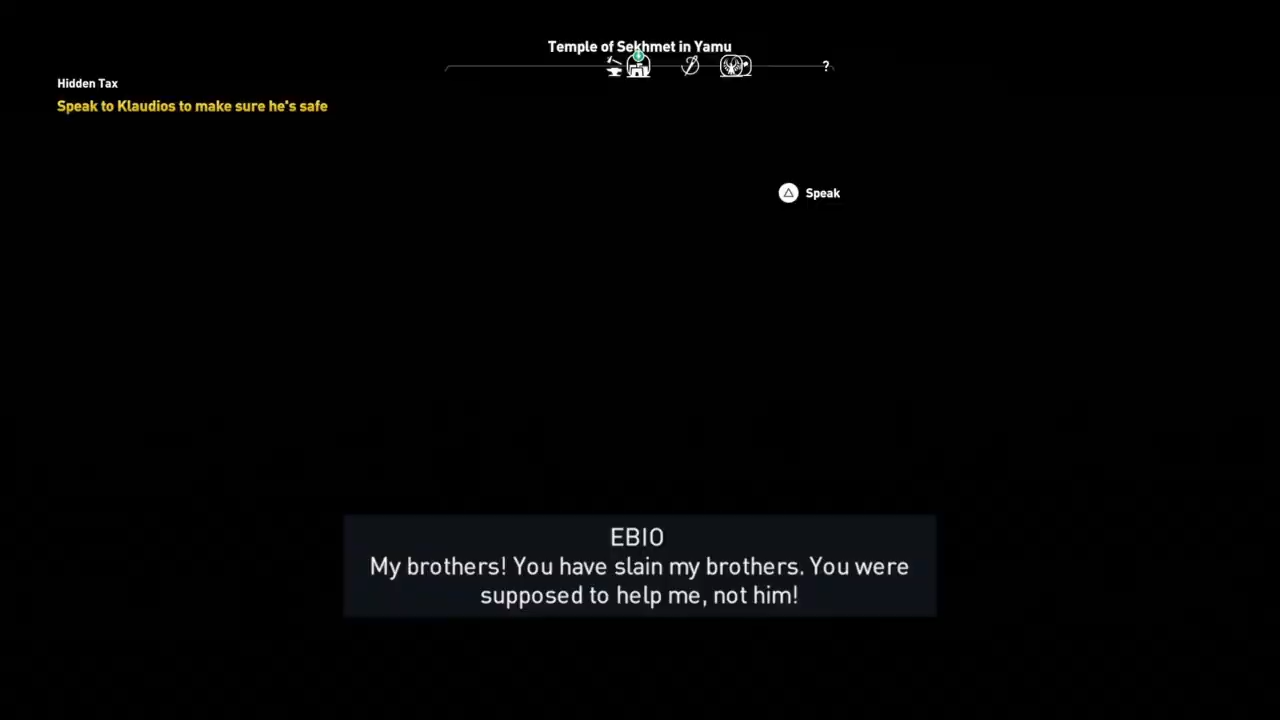 Temple of Sekhmet in Yamu
?
Hidden Tax
Speak to Klaudios to make sure he's safe
Speak
EBIO
My brothers! You have slain my brothers. You were
supposed to help me, not him!